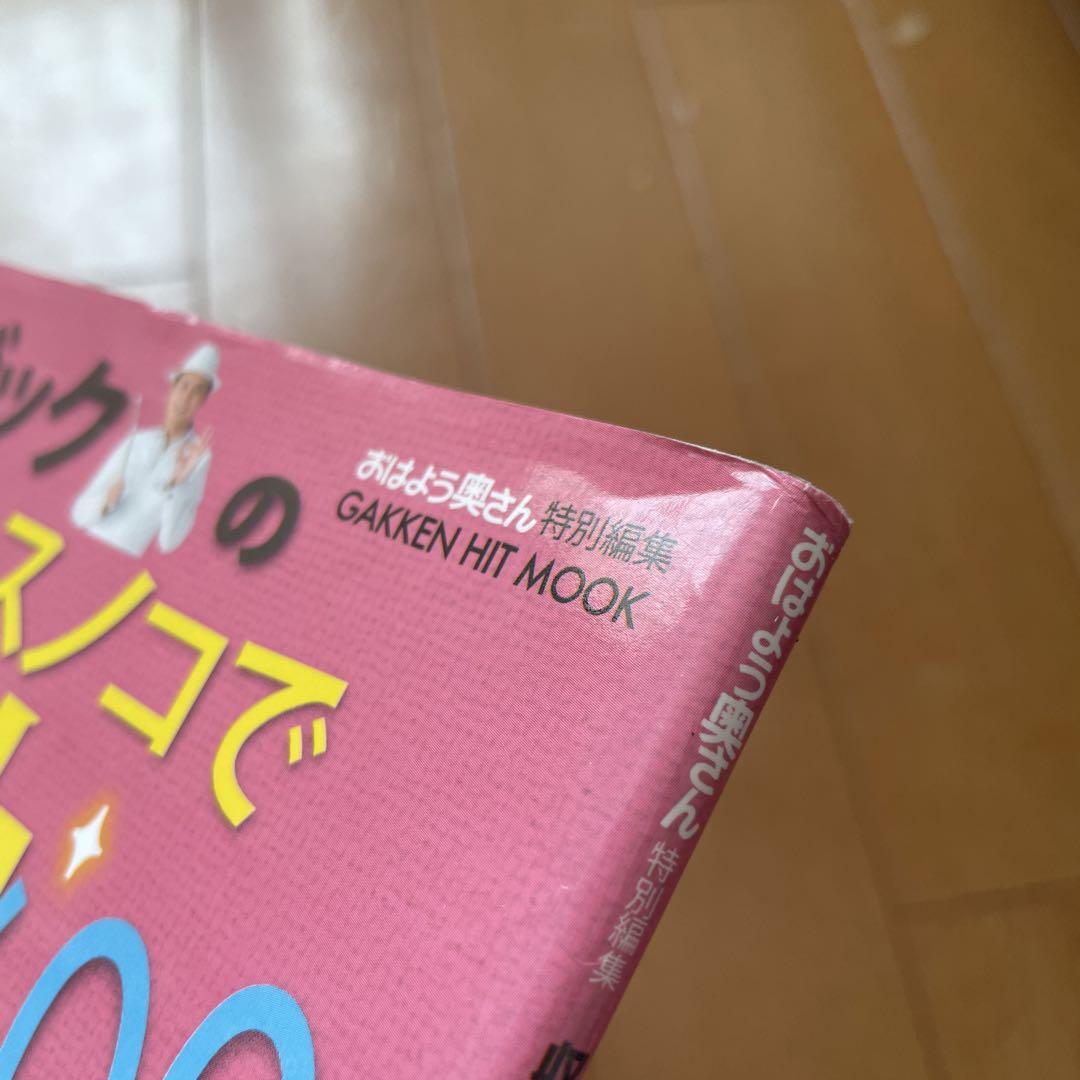 ック の
おはよう奥さん 特別編集
GAKKEN HIT MOOK
スノコで
おはよう奥さん 特別編集
収